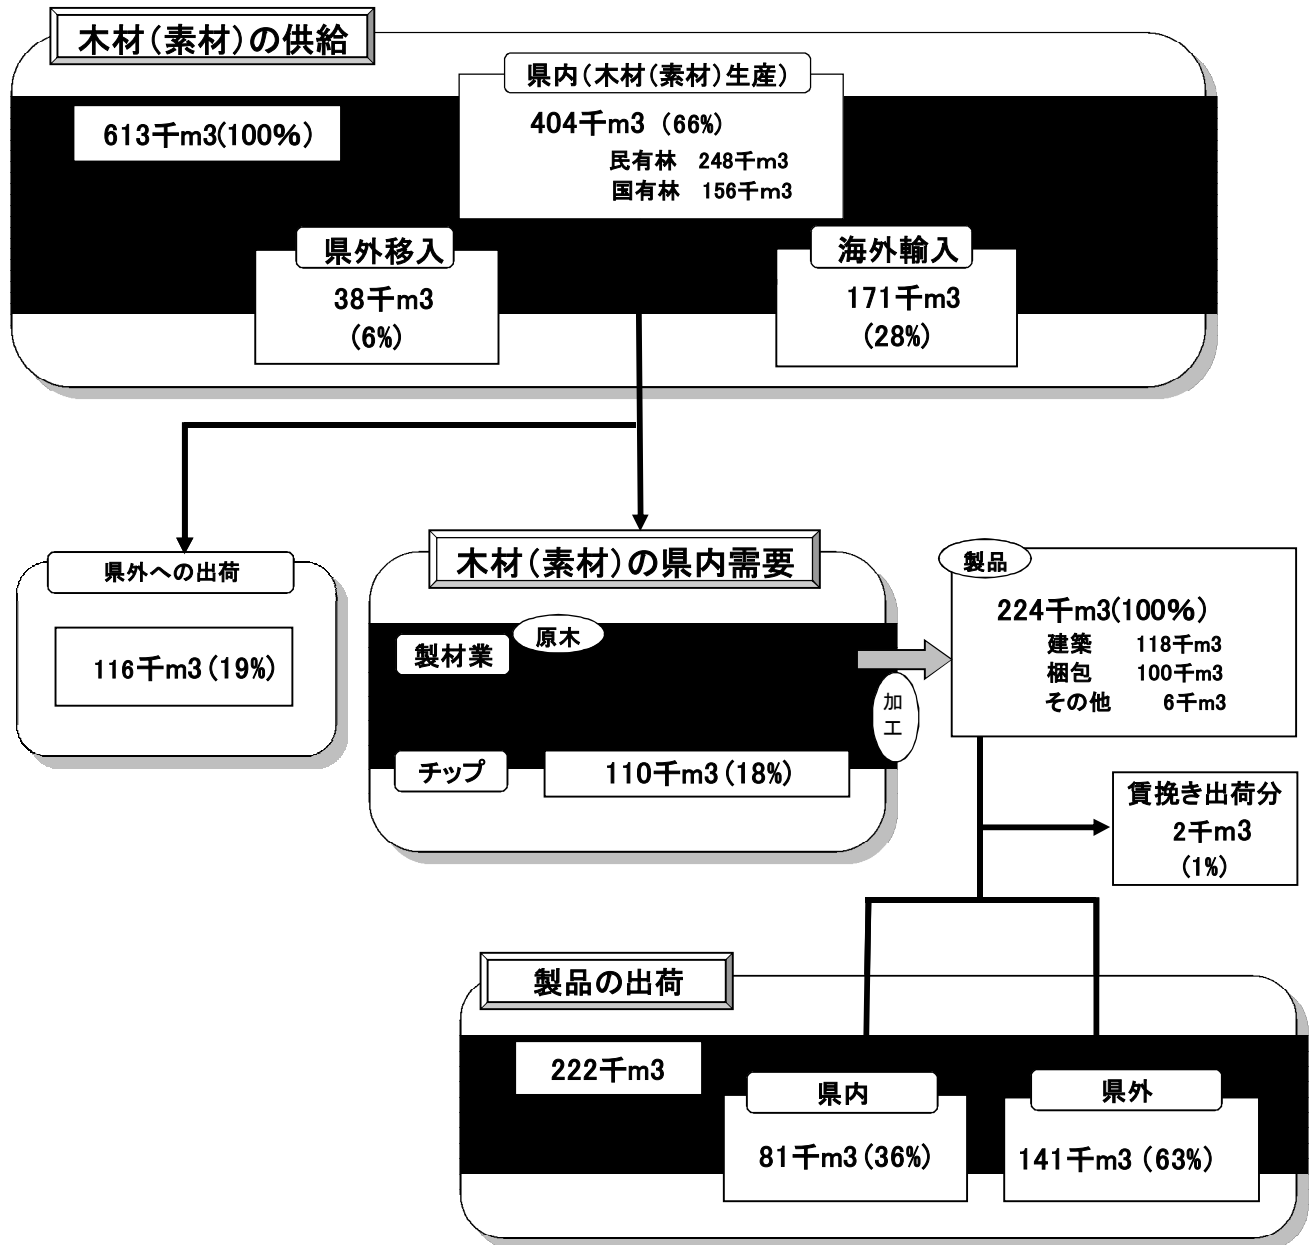 木材（素材）の供給
県内（木材（素材）生産）
613千m3(100%)
404千m3 (66%)
民有林 248千m3
国有林 156千m3
県外移入
38千m3
(6%)
海外輸入
171千m3
(28%)
県外への出荷
116千m3(19%)
木材（素材）の県内需要
原木
製材業
加工
チップ
110千m3(18%)
製品
224千m3(100%)
建築 118千m3
梱包 100千m3
その他 6千m3
賃挽き出荷分
2千m3
(1%)
製品の出荷
222千m3
県内
81千m3(36%)
県外
141千m3 (63%)